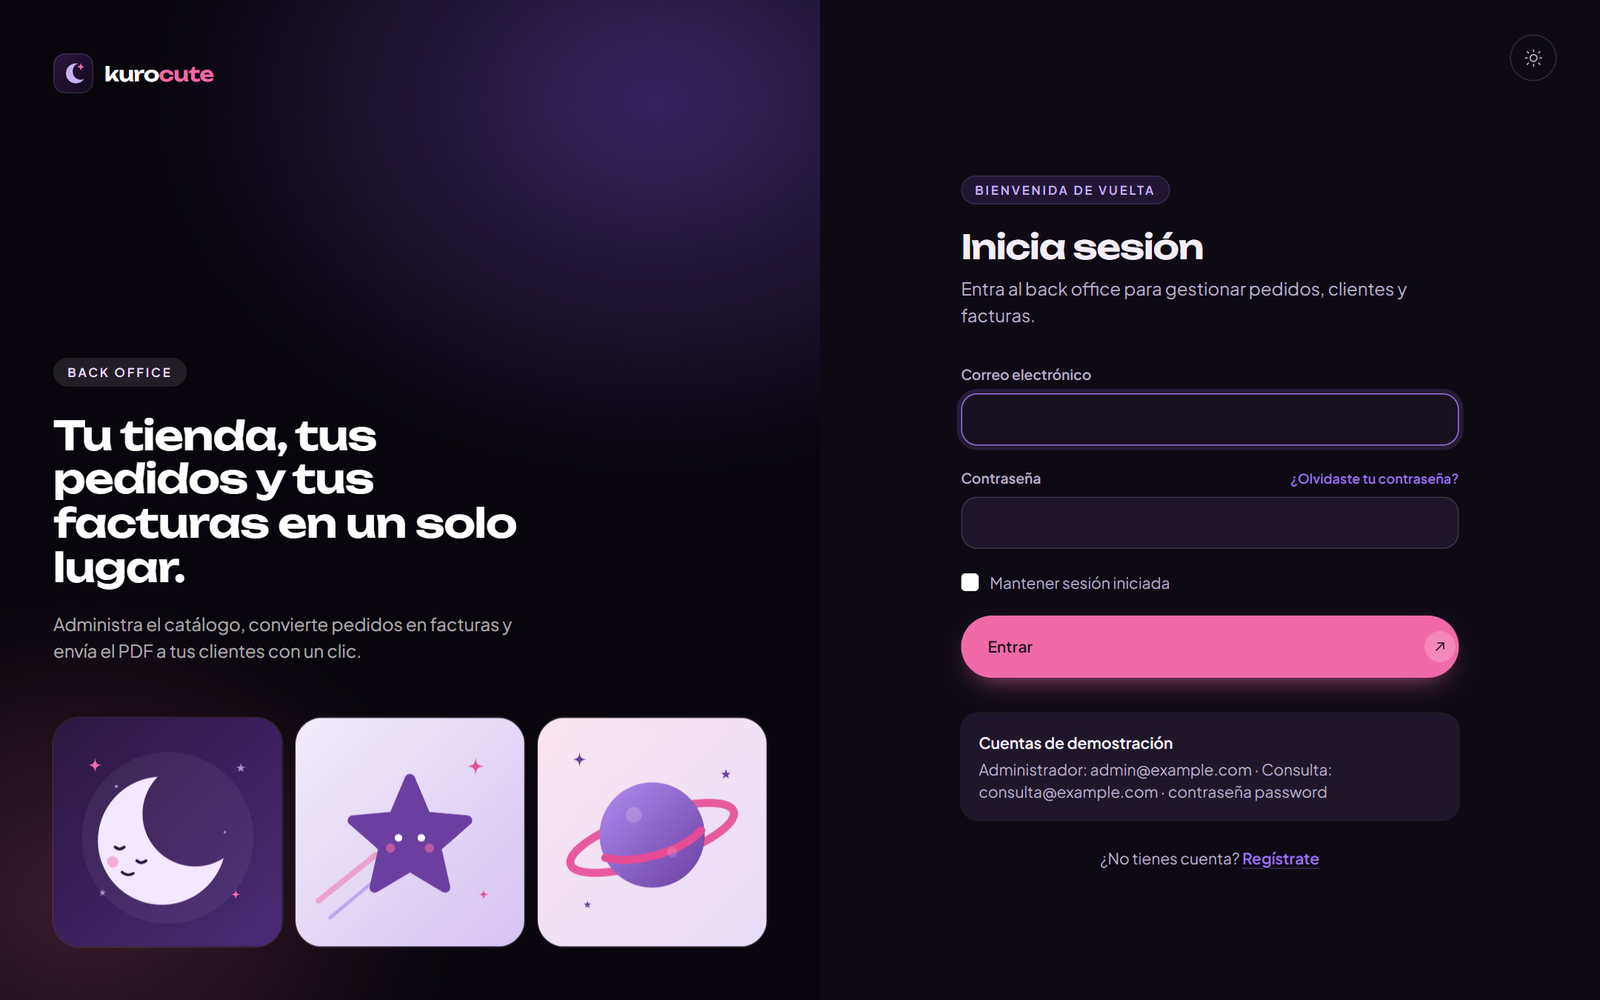 kurocute
BACK OFFICE
Tu tienda, tus
pedidos y tus
facturas en un solo
lugar.
Administra el catálogo, convierte pedidos en facturas y
envía el PDF a tus clientes con un clic.
BIENVENIDA DE VUELTA
Inicia sesión
Entra al back office para gestionar pedidos, clientes y
facturas.
Correo electrónico
Contraseña ¿Olvidaste tu contraseña?
Mantener sesión iniciada
Entrar
Cuentas de demostración
Administrador: admin@example.com · Consulta:
consulta@example.com · contraseña password
¿No tienes cuenta? Regístrate